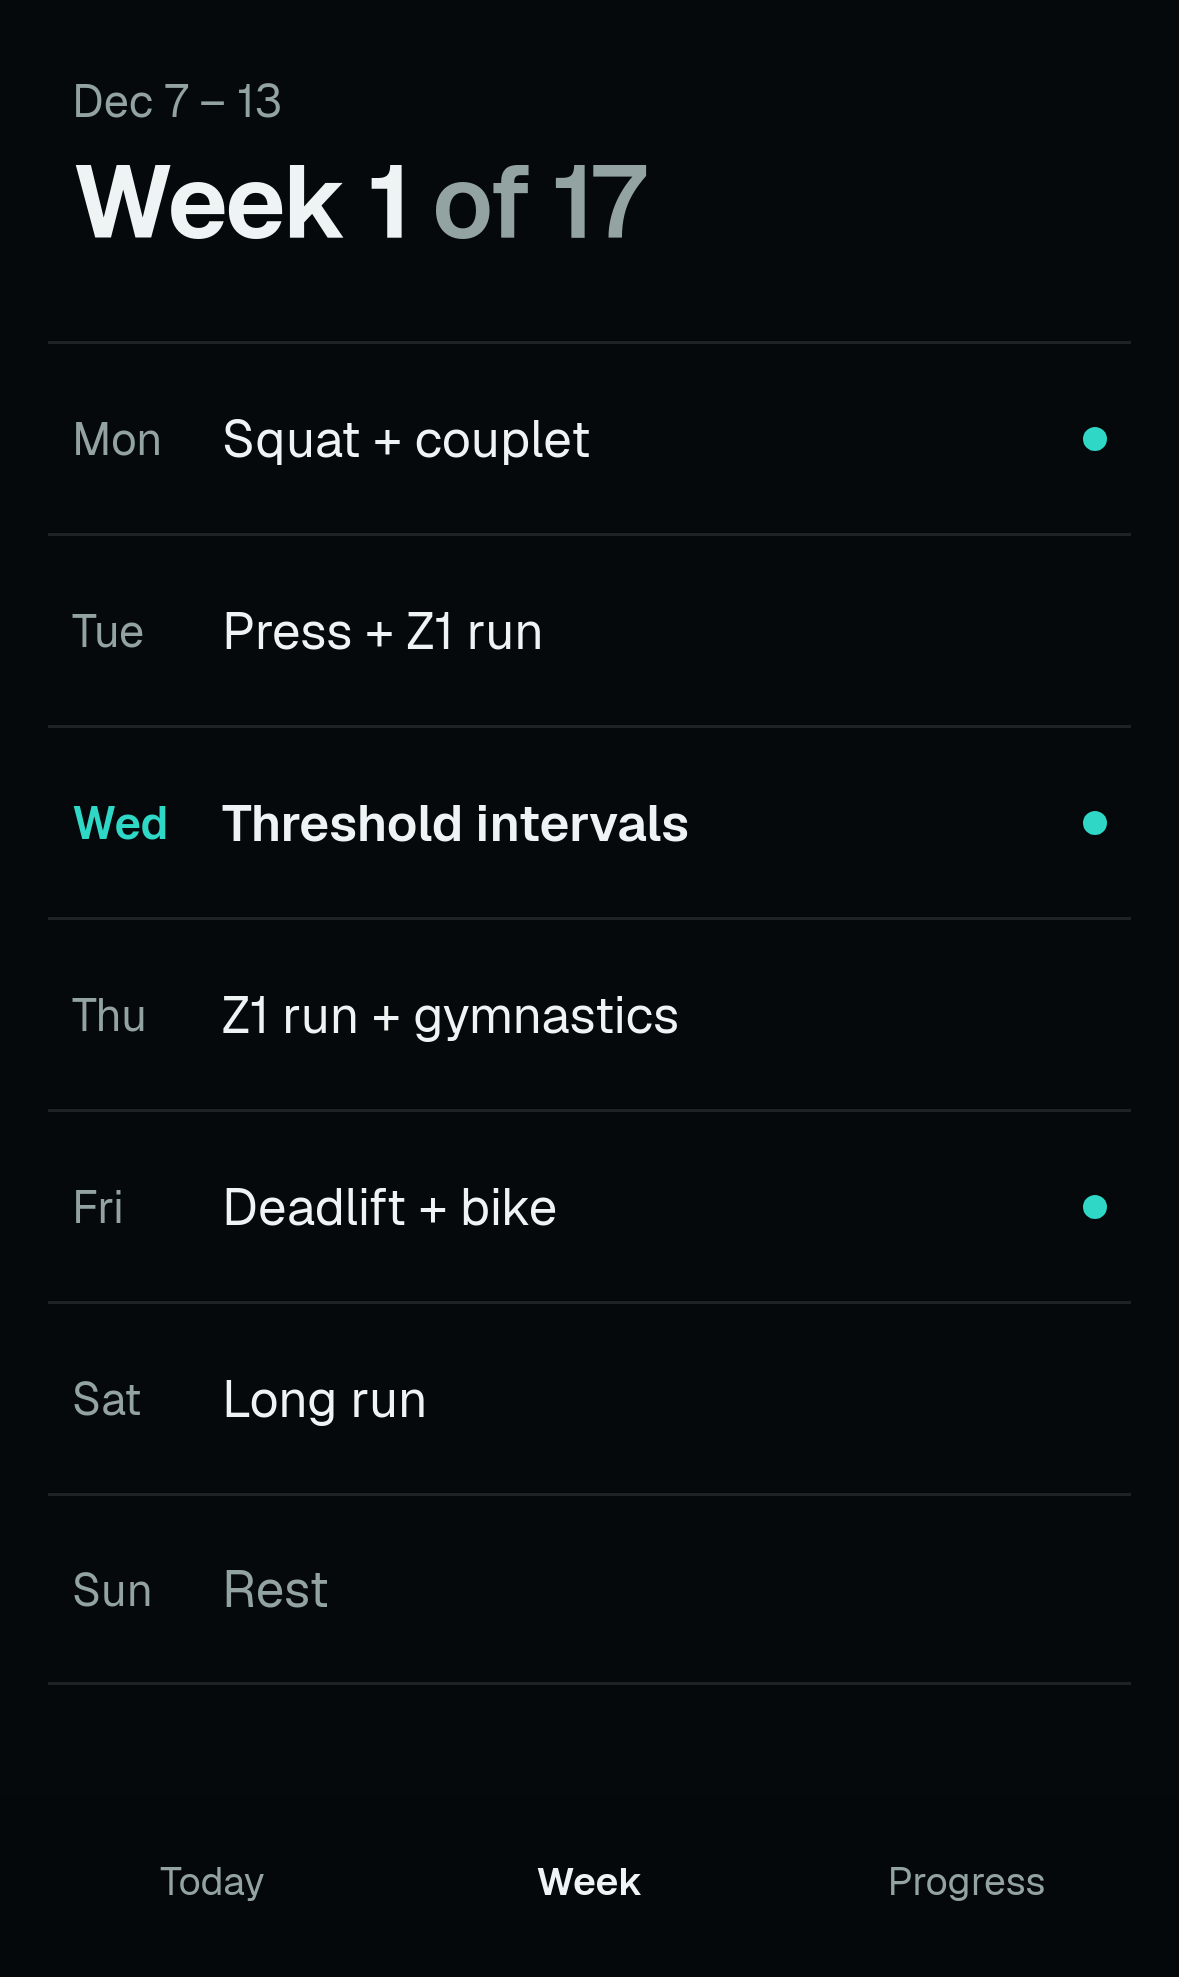 Dec 7 – 13
Week 1 of 17
Mon Squat + couplet
Tue Press + Z1 run
Wed Threshold intervals
Thu Z1 run + gymnastics
Fri Deadlift + bike
Sat Long run
Sun Rest
Today Week Progress